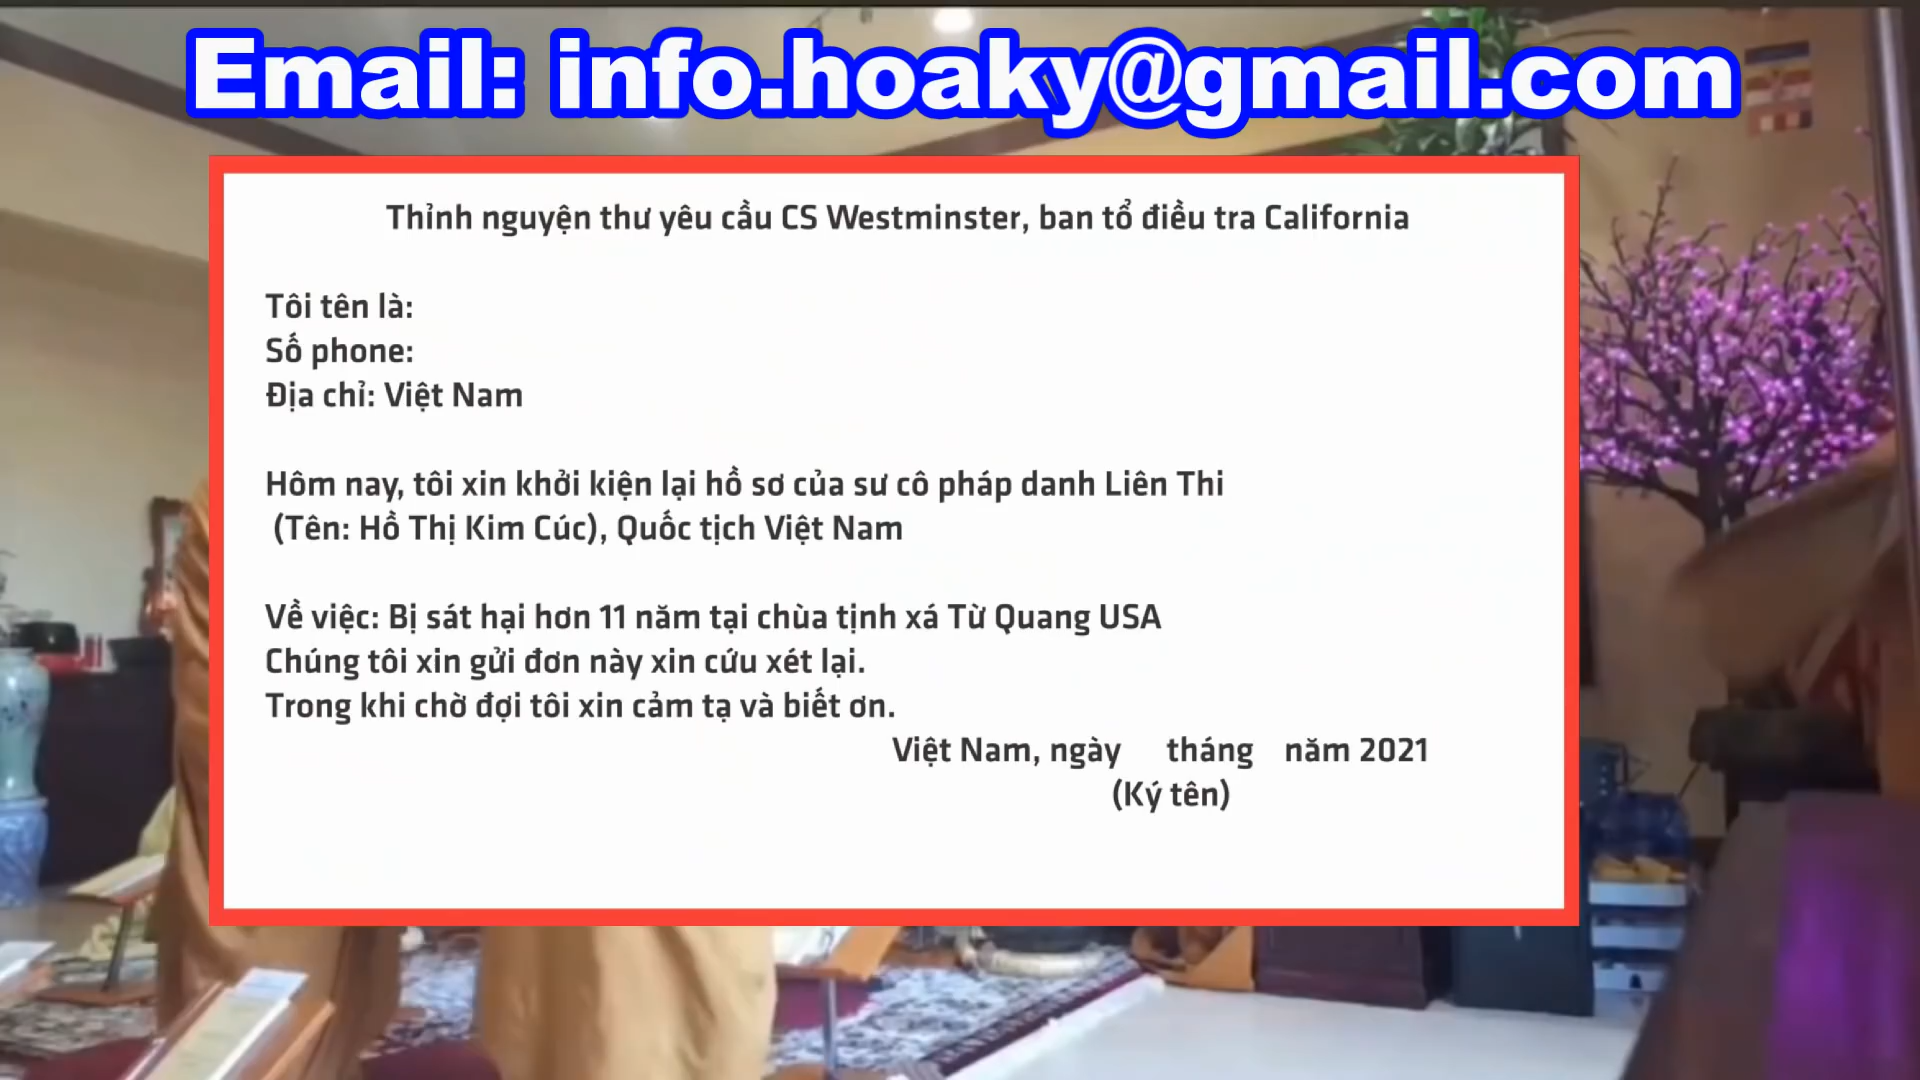 Email: info.hoaky@gmail.com
Thỉnh nguyện thư yêu cầu CS Westminster, ban tổ điều tra California
Tôi tên là:
Số phone:
Địa chỉ: Việt Nam
Hôm nay, tôi xin khởi kiện lại hồ sơ của sư cô pháp danh Liên Thi
(Tên: Hồ Thị Kim Cúc), Quốc tịch Việt Nam
Về việc: Bị sát hại hơn 11 năm tại chùa tịnh xá Từ Quang USA
Chúng tôi xin gửi đơn này xin cứu xét lại.
Trong khi chờ đợi tôi xin cảm tạ và biết ơn.
Việt Nam, ngày tháng năm 2021
(Ký tên)